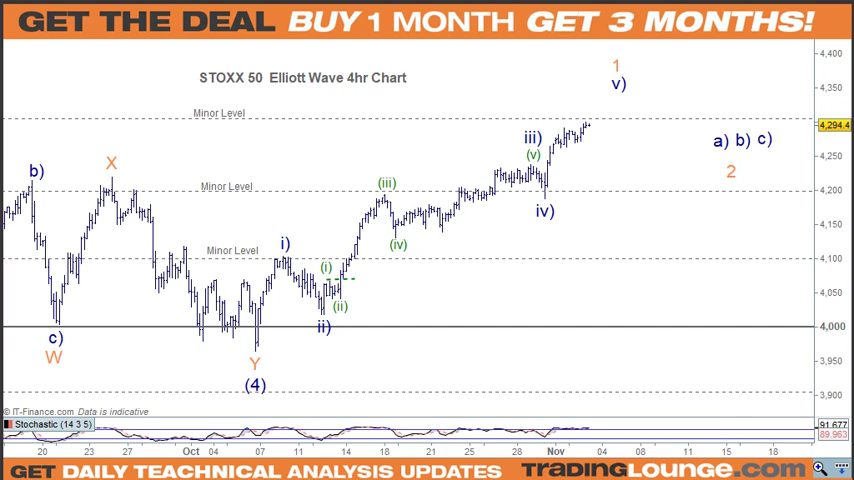 GET THE DEAL BUY 1 MONTH GET 3 MONTHS!
STOXX 50 Elliott Wave 4hr Chart
4,400
1
v)
4,350
Minor Level
4,294.4
iii)
(v)
a) b) c)
4,250
X
b)
2
(iii)
Minor Level
4,200
iv)
4,150
i)
(iv)
Minor Level
4,100
(i)
4,050
(ii)
ii)
4,000
c)
W
Y
3,950
(4)
3,900
© IT-Finance.com Data is indicative
Stochastic (14 3 5)
91.677
89.963
20 23 27 Oct 04 07 11 14 18 21 25 28 Nov 04 08 11 15 18
GET DAILY TEACHNICAL ANALYSIS UPDATES TRADINGLOUNGE.COM